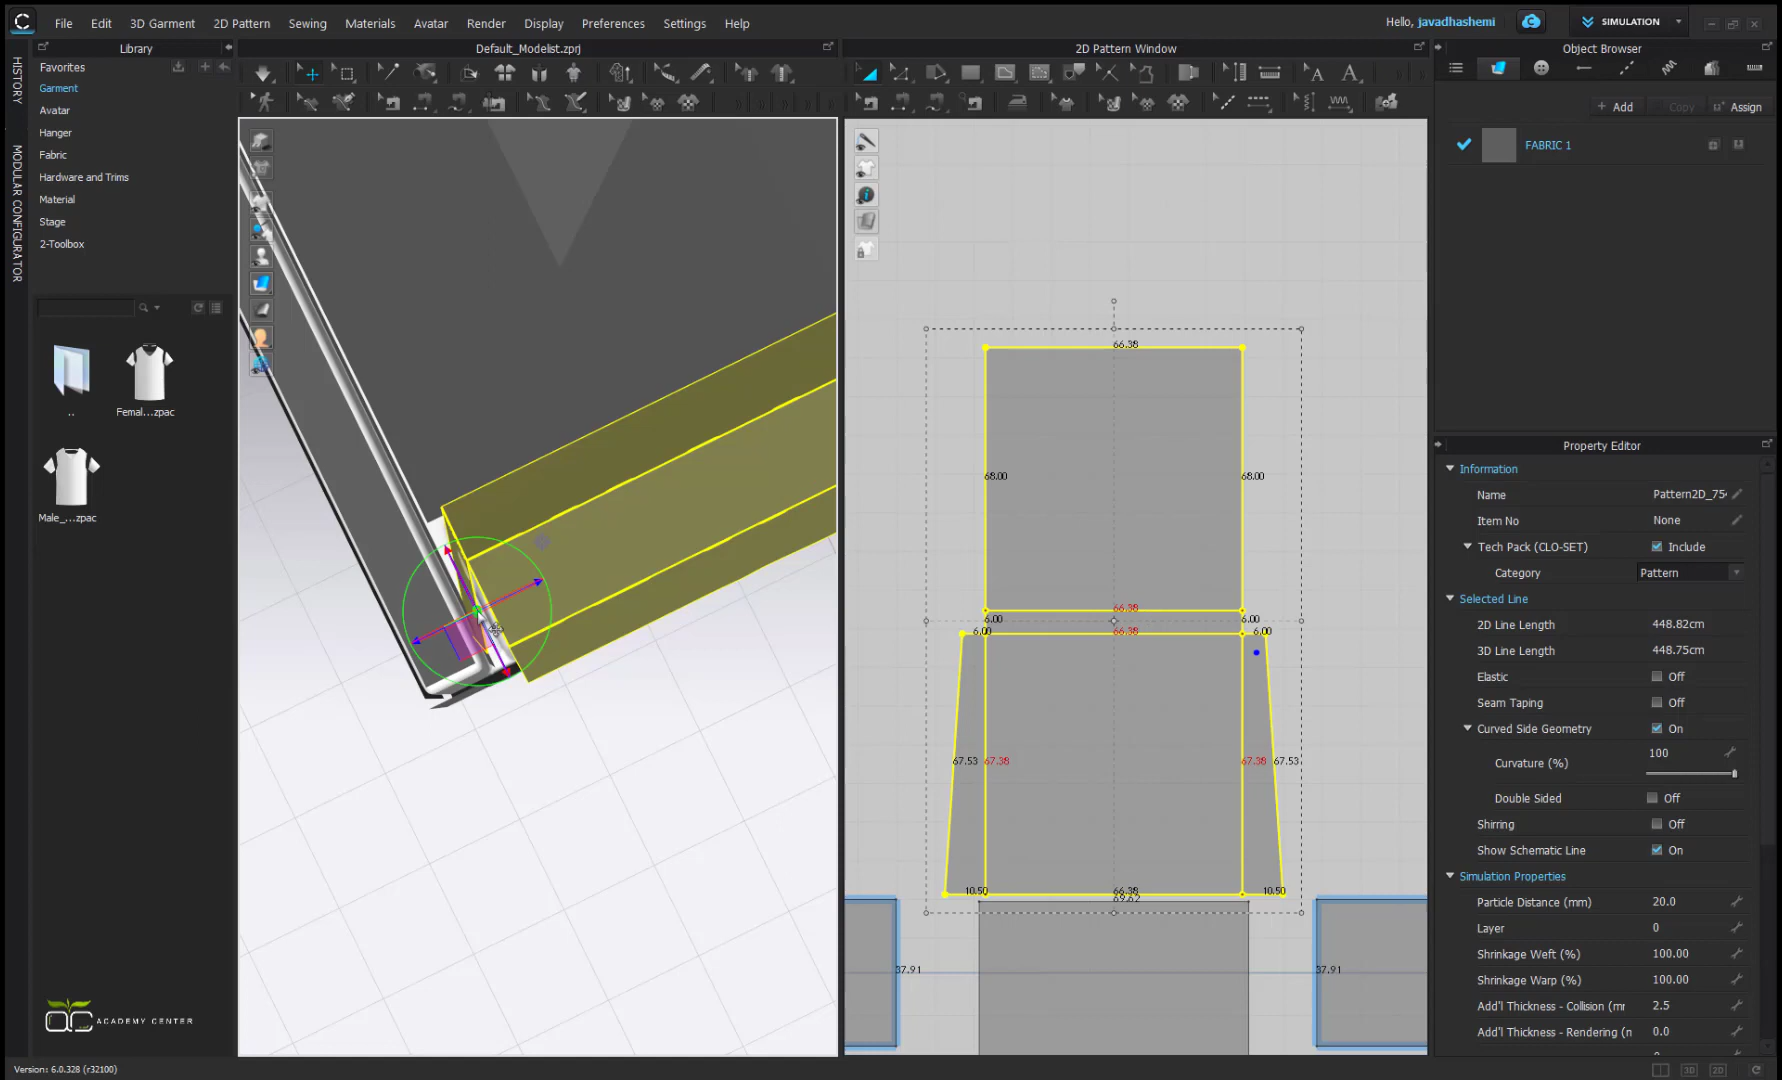 File Edit 3D Garment 2D Pattern Sewing Materials Avatar Render Display Preferences Settings Help
Hello, javadhashemi
SIMULATION
HISTORY
MODULAR CONFIGURATOR
Library
Default_Modelist.zprj
2D Pattern Window
Object Browser
Favorites
Garment
Avatar
Hanger
Fabric
Hardware and Trims
Material
Stage
2-Toolbox
..
Femal...zpac
Male_...zpac
ACADEMY CENTER
66.38
68.00
68.00
66.38
6.00
6.00
6.00
66.38
6.00
67.53
67.38
67.38
67.53
10.50
66.38
10.50
69.62
37.91
37.91
+ Add
Copy
Assign
FABRIC 1
Property Editor
Information
Name Pattern2D_75
Item No None
Tech Pack (CLO-SET) Include
Category Pattern
Selected Line
2D Line Length 448.82cm
3D Line Length 448.75cm
Elastic Off
Seam Taping Off
Curved Side Geometry On
100
Curvature (%)
Double Sided Off
Shirring Off
Show Schematic Line On
Simulation Properties
Particle Distance (mm) 20.0
Layer 0
Shrinkage Weft (%) 100.00
Shrinkage Warp (%) 100.00
Add'l Thickness - Collision (m 2.5
Add'l Thickness - Rendering (n 0.0
Version: 6.0.328 (r32100)
3D 2D